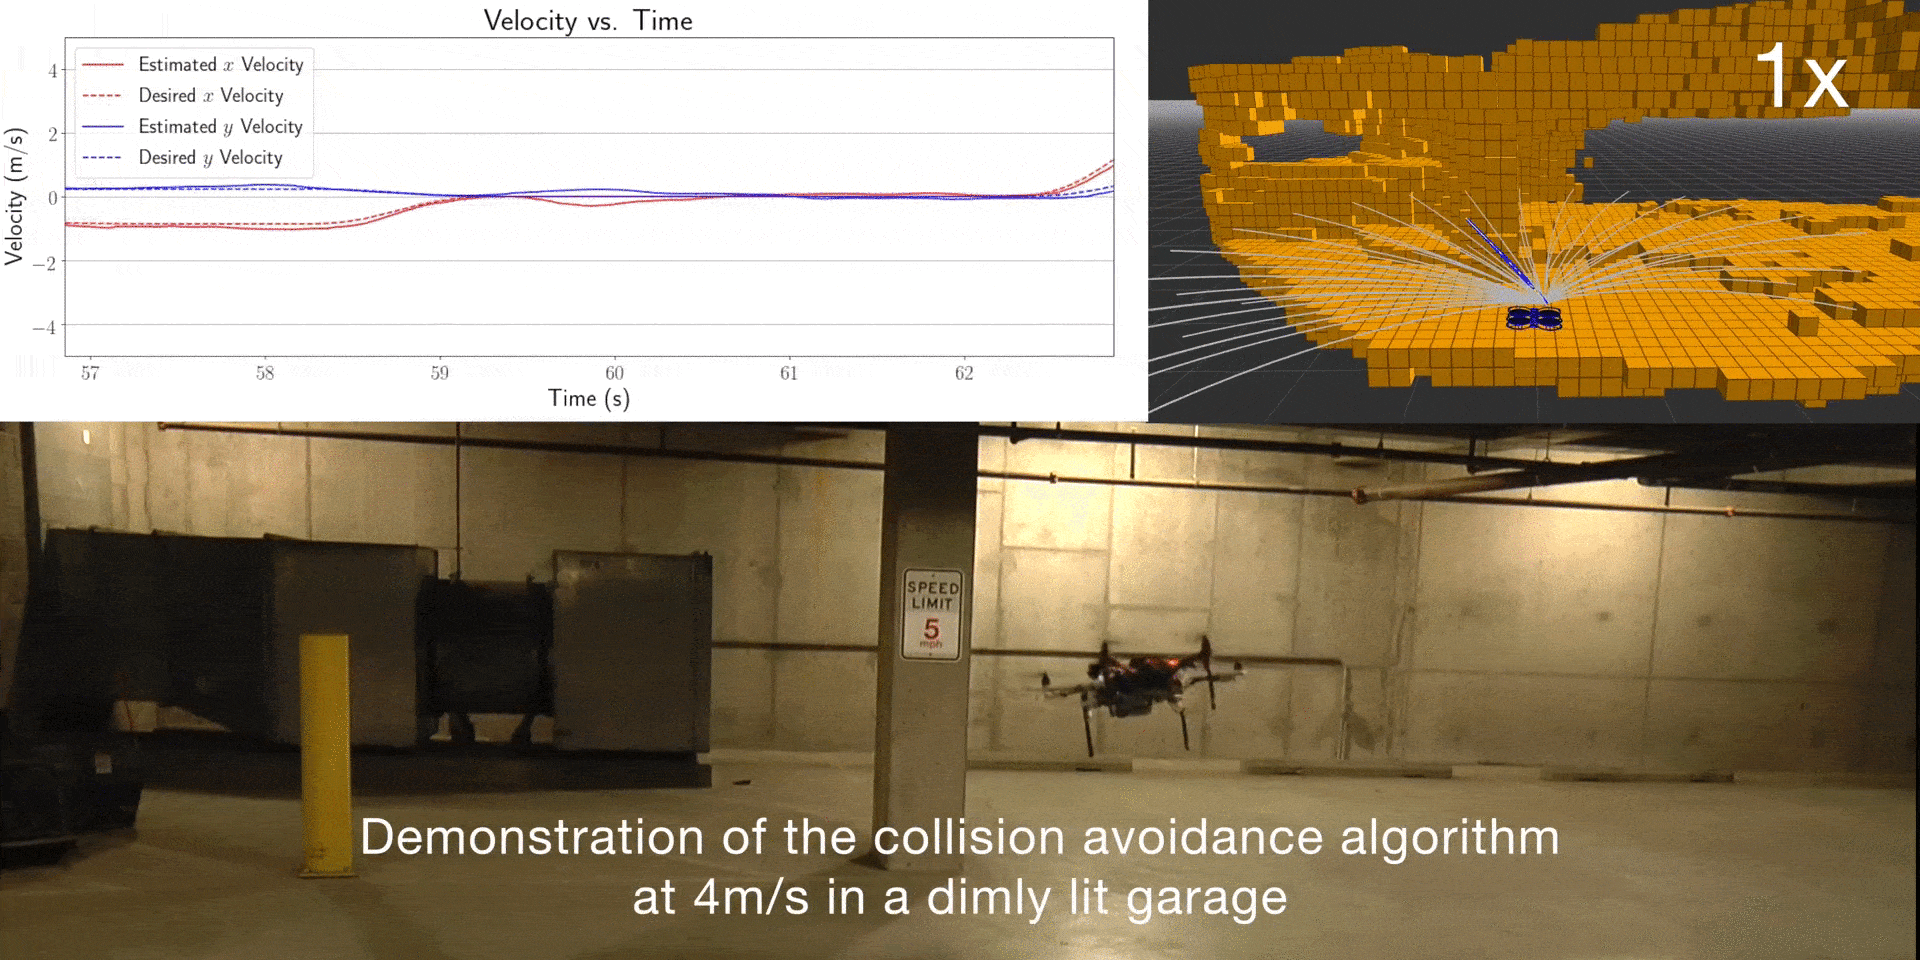 Velocity vs. Time
Estimated x Velocity
Desired x Velocity
Estimated y Velocity
Desired y Velocity
Velocity (m/s)
4
2
0
−2
−4
57
58
59
60
61
62
Time (s)
1x
SPEED
LIMIT
5
mph
Demonstration of the collision avoidance algorithm
at 4m/s in a dimly lit garage